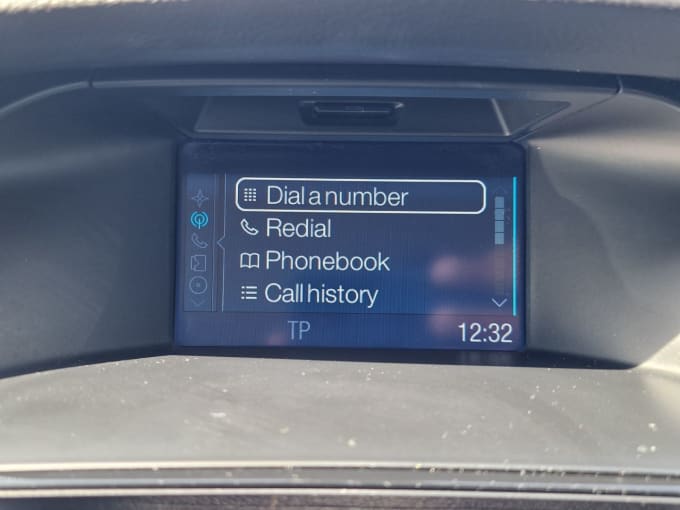 Dial a number
Redial
Phonebook
Call history
TP
12:32